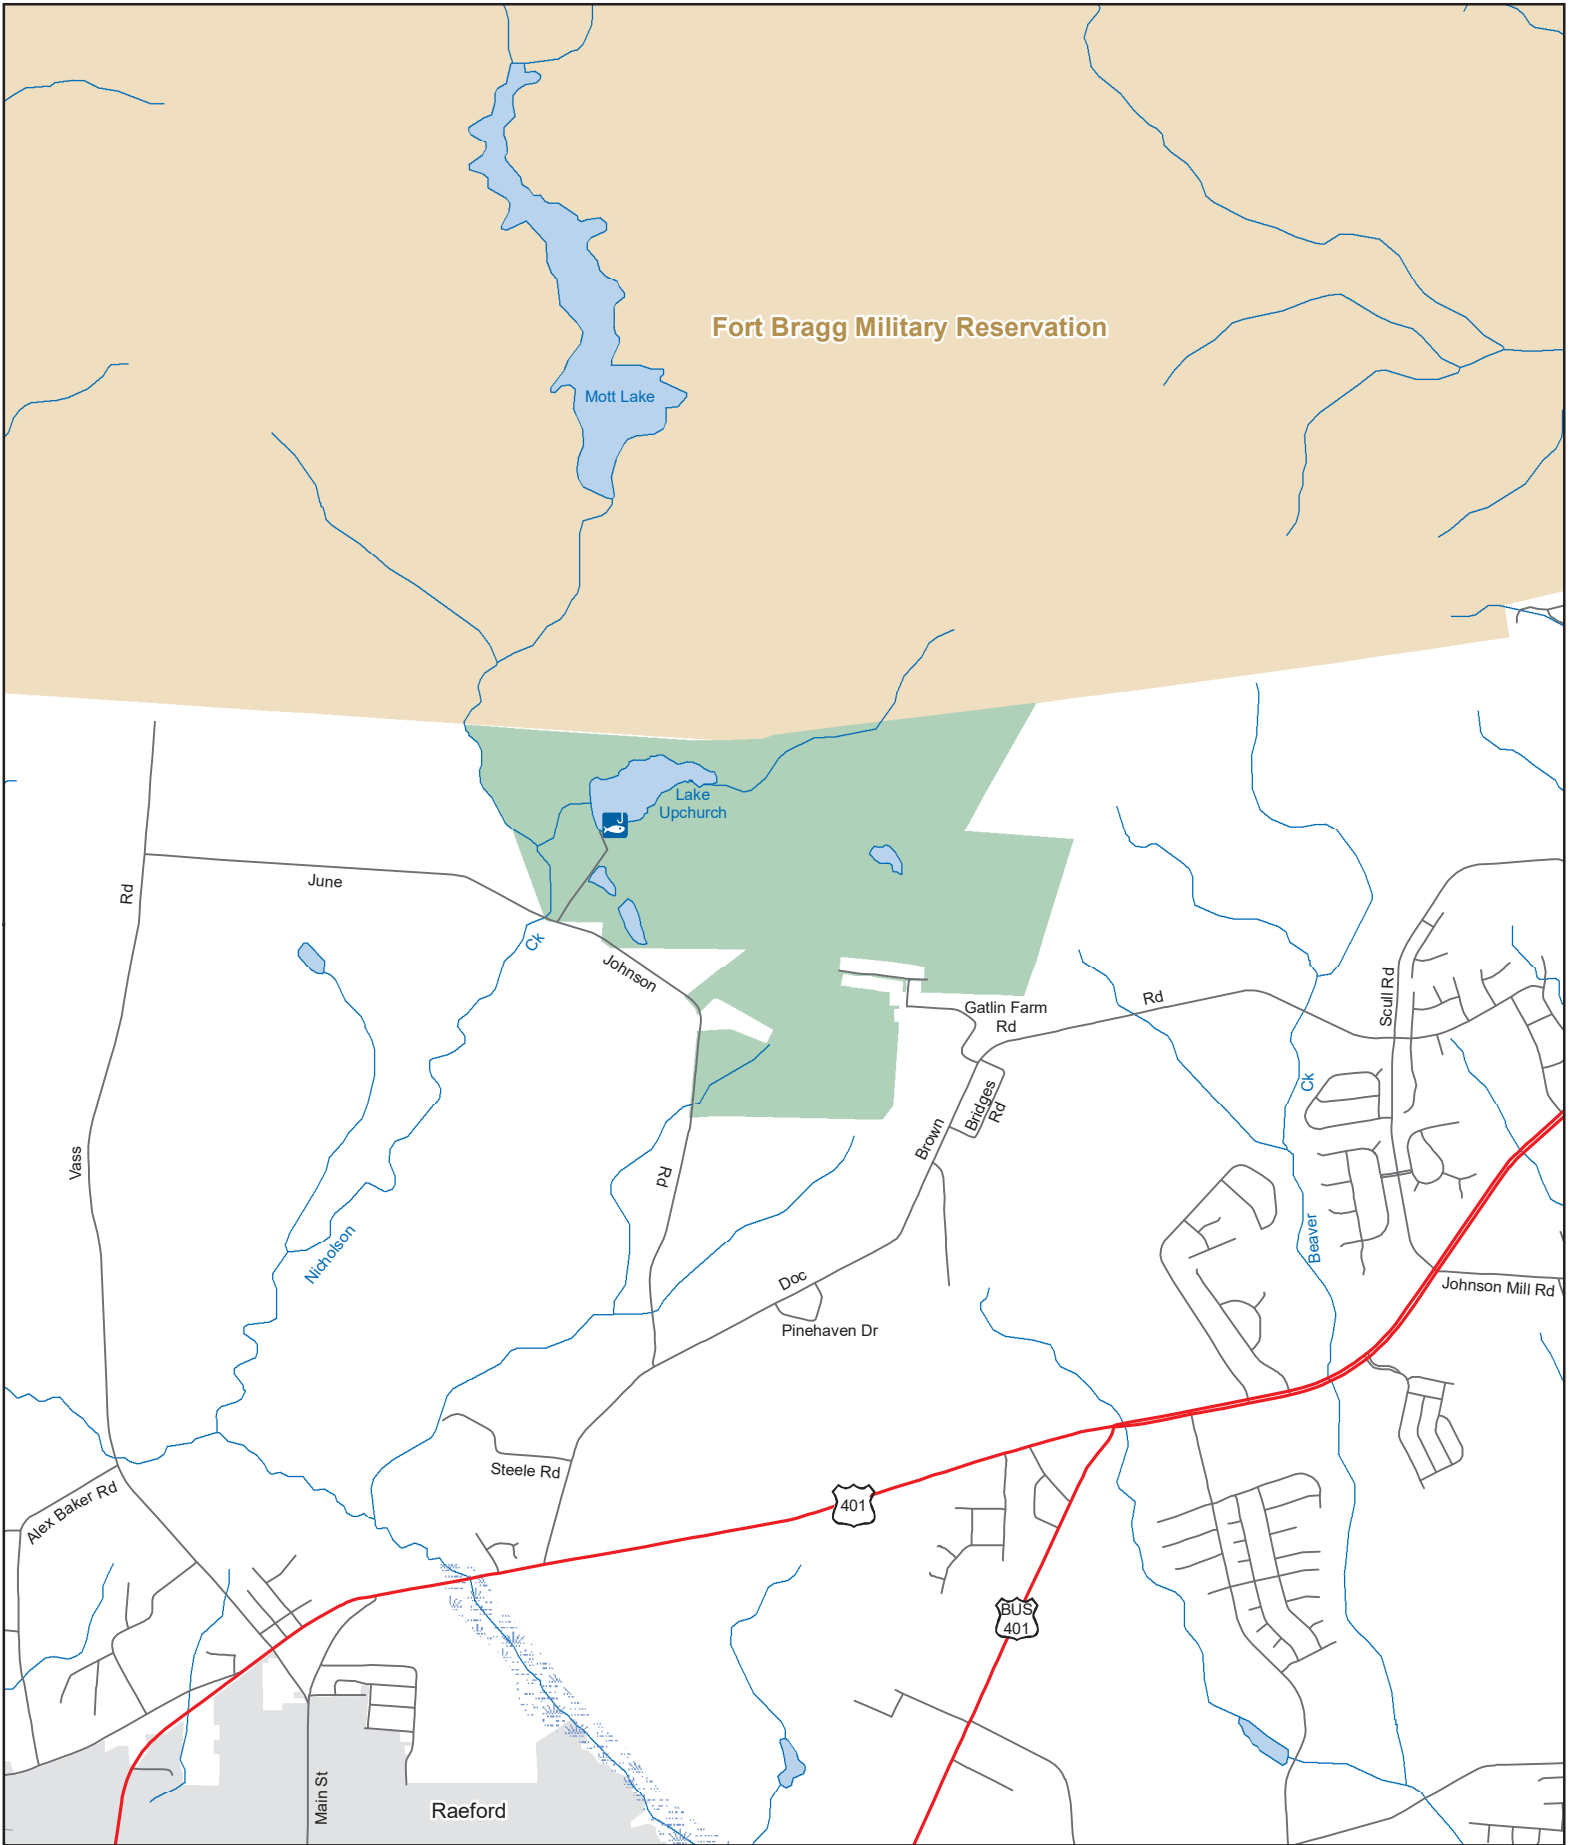 Fort Bragg Military Reservation
Mott Lake
Lake
Upchurch
June
Rd
Ck
Johnson
Gatlin Farm
Rd
Rd
Scull Rd
Ck
Bridges
Rd
Brown
Vass
Rd
Nicholson
Beaver
Doc
Johnson Mill Rd
Pinehaven Dr
Steele Rd
Alex Baker Rd
401
BUS
401
Main St
Raeford